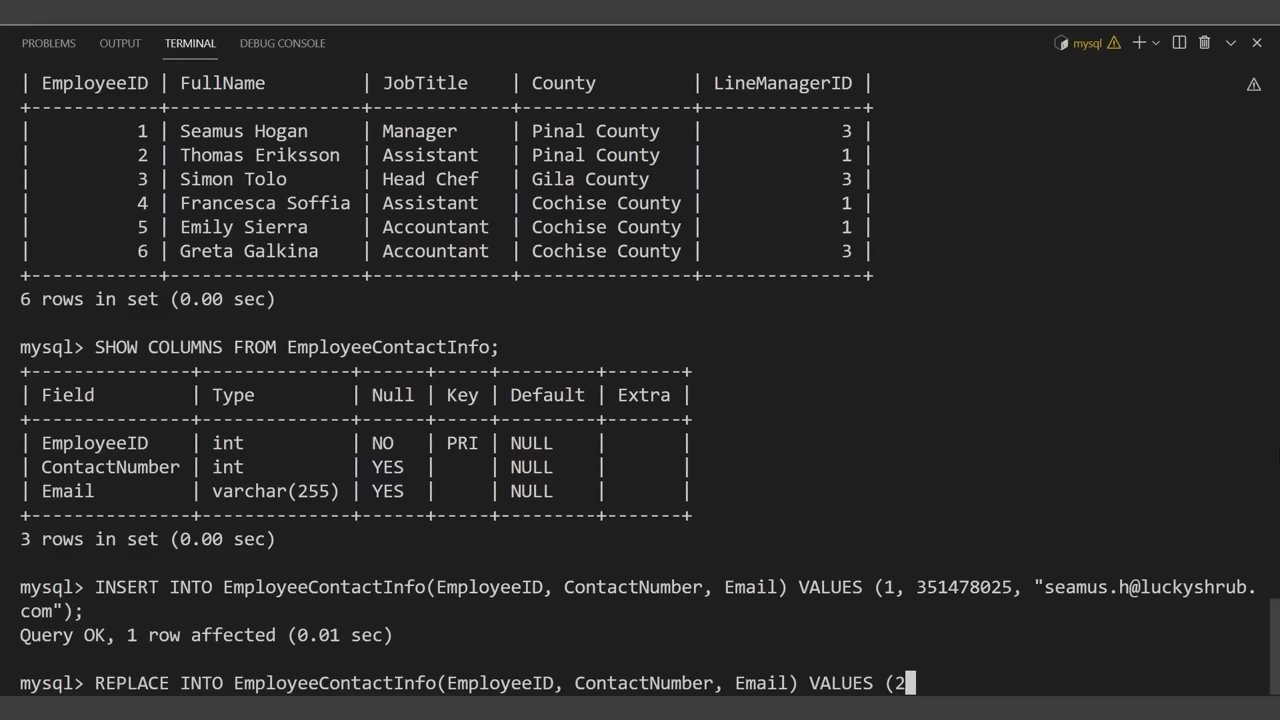 PROBLEMS OUTPUT TERMINAL DEBUG CONSOLE mysql
| EmployeeID | FullName | JobTitle | County | LineManagerID |
+------------+------------------+-------------+----------------+---------------+
| 1 | Seamus Hogan | Manager | Pinal County | 3 |
| 2 | Thomas Eriksson | Assistant | Pinal County | 1 |
| 3 | Simon Tolo | Head Chef | Gila County | 3 |
| 4 | Francesca Soffia | Assistant | Cochise County | 1 |
| 5 | Emily Sierra | Accountant | Cochise County | 1 |
| 6 | Greta Galkina | Accountant | Cochise County | 3 |
+------------+------------------+-------------+----------------+---------------+
6 rows in set (0.00 sec)
mysql> SHOW COLUMNS FROM EmployeeContactInfo;
+---------------+--------------+------+-----+---------+-------+
| Field | Type | Null | Key | Default | Extra |
+---------------+--------------+------+-----+---------+-------+
| EmployeeID | int | NO | PRI | NULL | |
| ContactNumber | int | YES | | NULL | |
| Email | varchar(255) | YES | | NULL | |
+---------------+--------------+------+-----+---------+-------+
3 rows in set (0.00 sec)
mysql> INSERT INTO EmployeeContactInfo(EmployeeID, ContactNumber, Email) VALUES (1, 351478025, "seamus.h@luckyshrub.
com");
Query OK, 1 row affected (0.01 sec)
mysql> REPLACE INTO EmployeeContactInfo(EmployeeID, ContactNumber, Email) VALUES (2